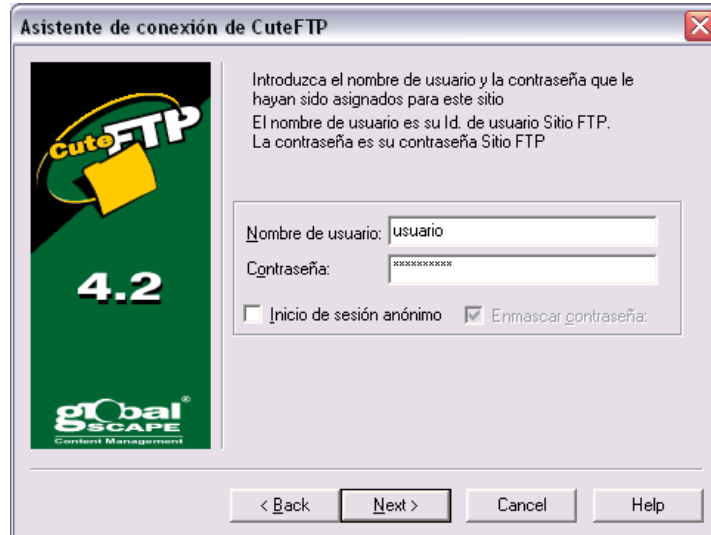 Asistente de conexión de CuteFTP
Introduzca el nombre de usuario y la contraseña que le
hayan sido asignados para este sitio
El nombre de usuario es su Id. de usuario Sitio FTP.
La contraseña es su contraseña Sitio FTP
Cute FTP
4.2
Nombre de usuario: usuario
Contraseña: **********
Inicio de sesión anónimo Enmascar contraseña:
globalSCAPE®
Content Management
< Back Next > Cancel Help